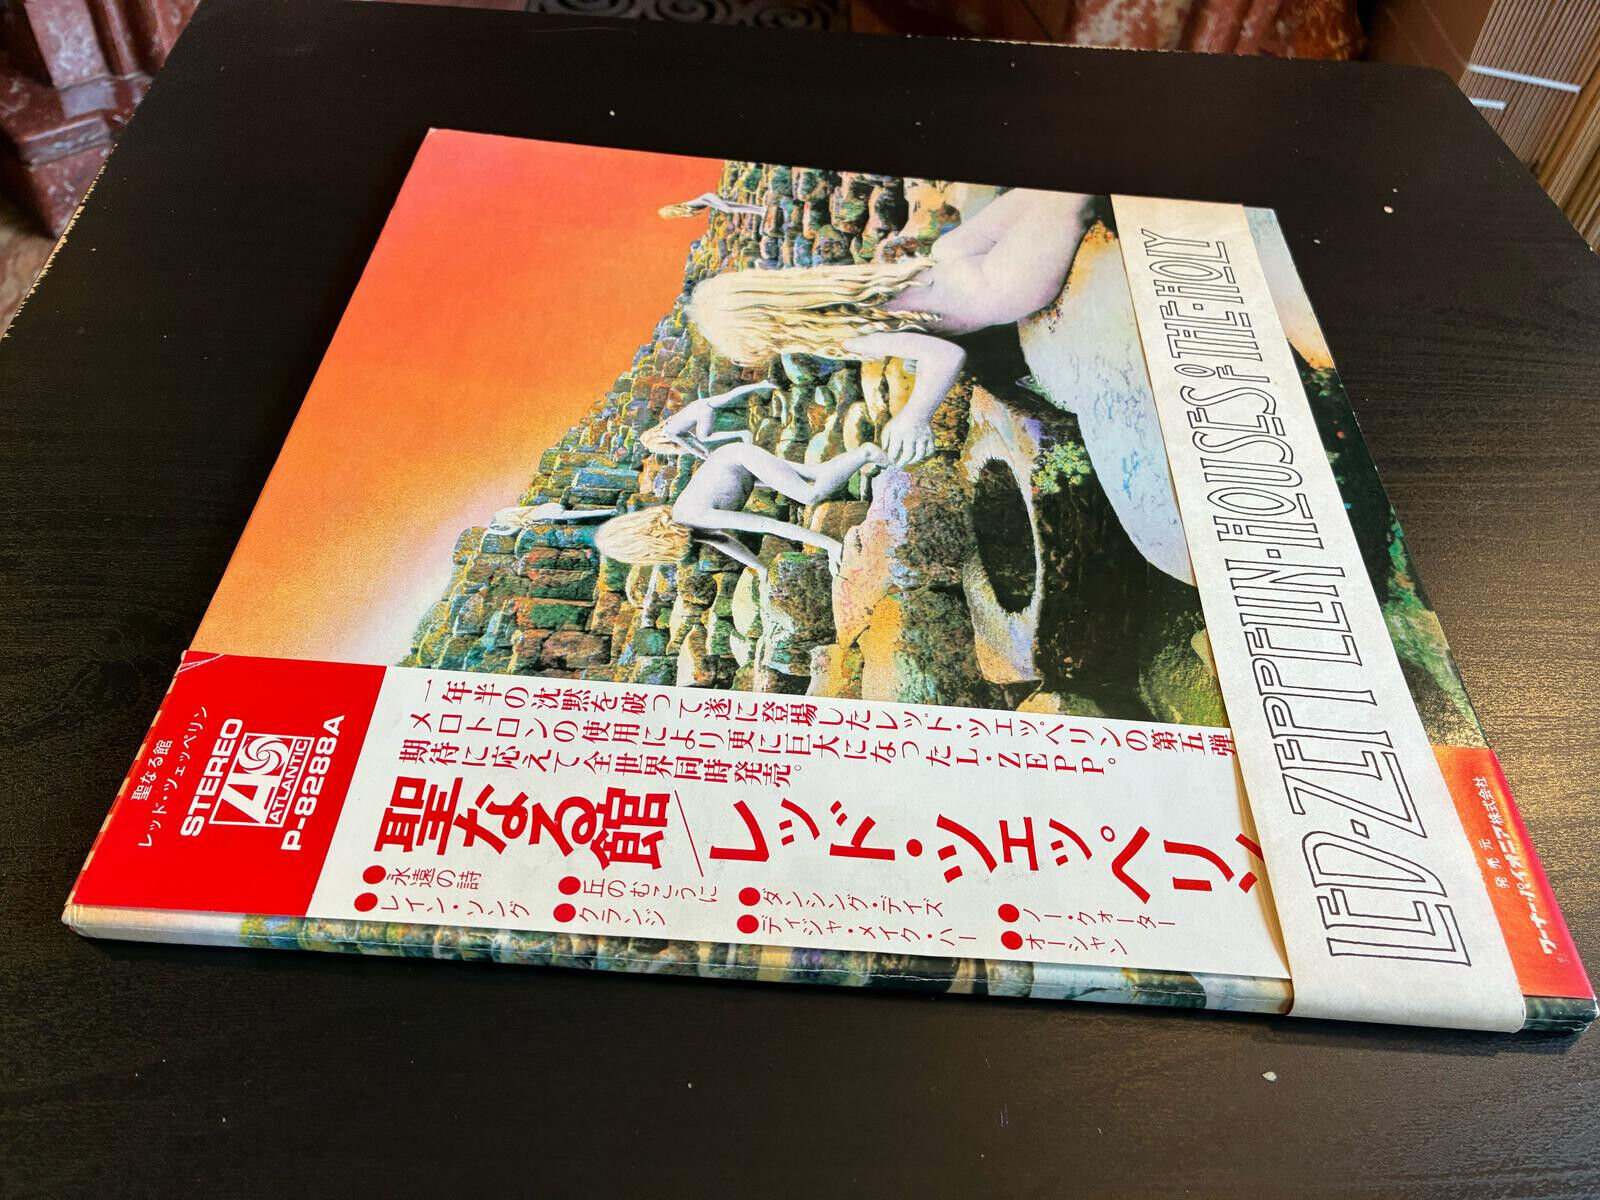 聖なる館
レッド・ツェッペリン
STEREO
ATLANTIC
P-8288A
一年半の沈黙を破って遂に登場したレッド・ツェッペリンの第五弾
メロトロンの使用により更に巨大になったL・ZEPP。
期待に応えて全世界同時発売。
聖なる館/レッド・ツェッペリン
●永遠の詩
●レイン・ソング
●丘のむこうに
●クランジ
●ダンシング・デイズ
●デイジャ・メイク・ハー
●ノー・クォーター
●オーシャン
LED・ZEPPELIN・HOUSES OF THE・HOLY
発売元
ワーナー・パイオニア株式会社